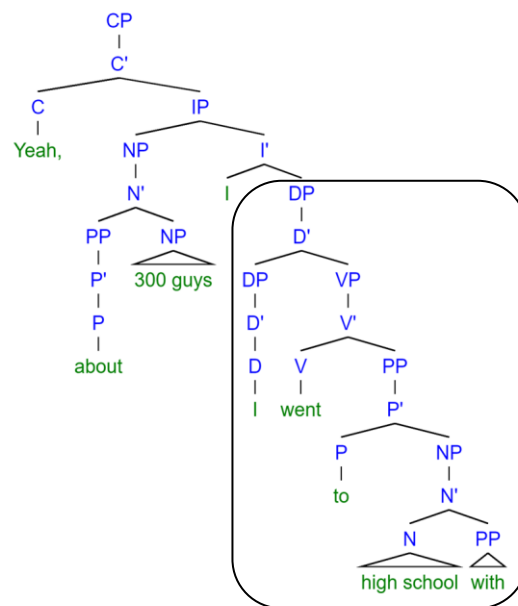 CP
C'
C IP
Yeah, NP I'
N' I DP
PP NP D'
P' 300 guys DP VP
P D' V'
about D V PP
I went P'
P NP
to N'
N PP
high school with